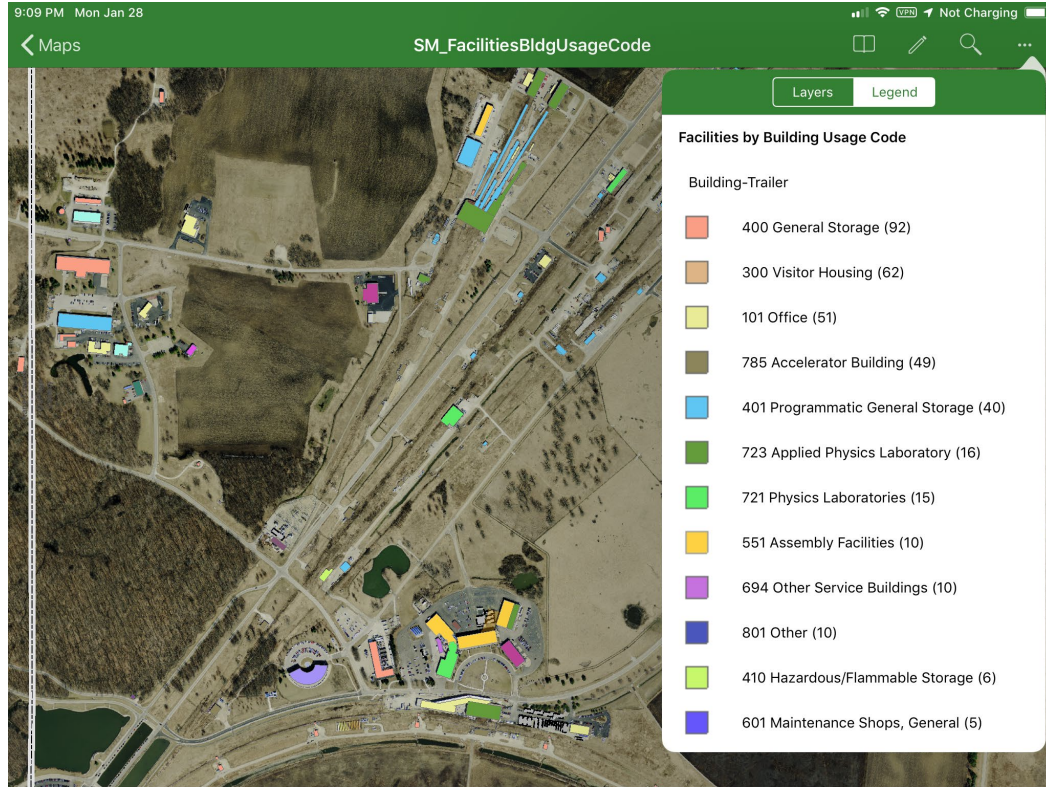 9:09 PM Mon Jan 28
VPN Not Charging
Maps
SM_FacilitiesBldgUsageCode
Layers
Legend
Facilities by Building Usage Code
Building-Trailer
400 General Storage (92)
300 Visitor Housing (62)
101 Office (51)
785 Accelerator Building (49)
401 Programmatic General Storage (40)
723 Applied Physics Laboratory (16)
721 Physics Laboratories (15)
551 Assembly Facilities (10)
694 Other Service Buildings (10)
801 Other (10)
410 Hazardous/Flammable Storage (6)
601 Maintenance Shops, General (5)